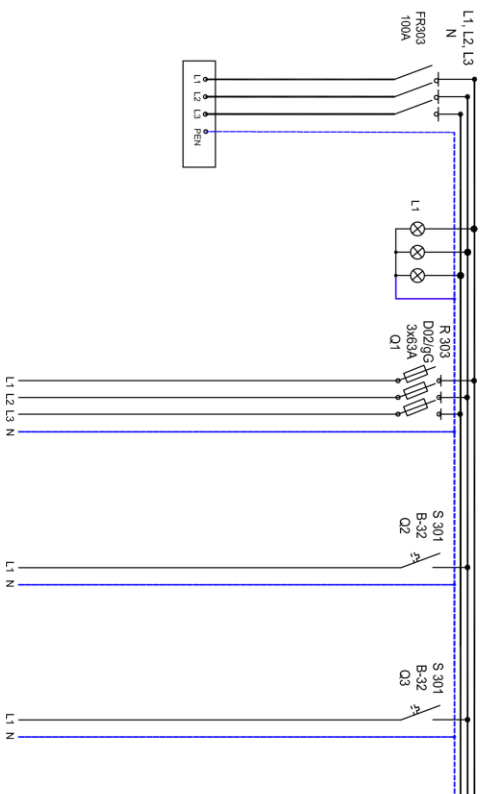 L1, L2, L3
N
FR303
100A
L1
L2
L3
PEN
L1
R 303
D02/gG
3x63A
Q1
L1
L2
L3
N
S 301
B-32
Q2
L1
N
S 301
B-32
Q3
L1
N